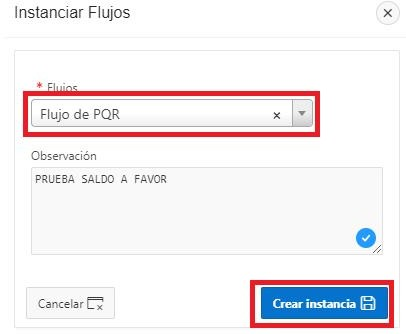 Instanciar Flujos
* Flujos
Flujo de PQR
Observación
PRUEBA SALDO A FAVOR
Cancelar
Crear instancia